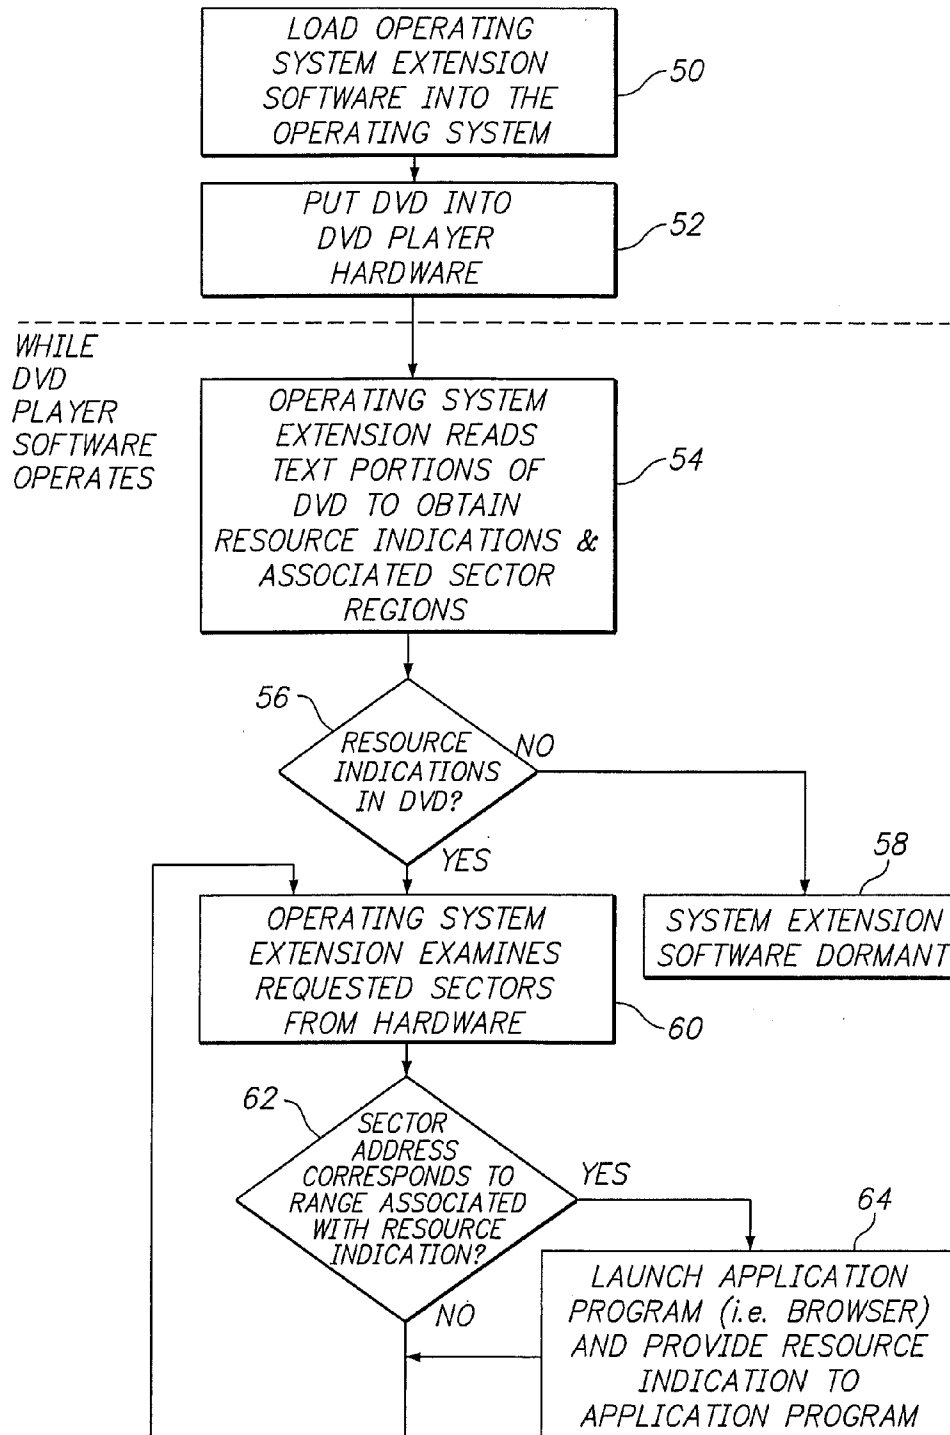 LOAD OPERATING
SYSTEM EXTENSION
SOFTWARE INTO THE
OPERATING SYSTEM
50
PUT DVD INTO
DVD PLAYER
HARDWARE
52
WHILE
DVD
PLAYER
SOFTWARE
OPERATES
OPERATING SYSTEM
EXTENSION READS
TEXT PORTIONS OF
DVD TO OBTAIN
RESOURCE INDICATIONS &
ASSOCIATED SECTOR
REGIONS
54
56
RESOURCE
INDICATIONS
IN DVD?
NO
YES
58
SYSTEM EXTENSION
SOFTWARE DORMANT
OPERATING SYSTEM
EXTENSION EXAMINES
REQUESTED SECTORS
FROM HARDWARE
60
62
SECTOR
ADDRESS
CORRESPONDS TO
RANGE ASSOCIATED
WITH RESOURCE
INDICATION?
YES
NO
64
LAUNCH APPLICATION
PROGRAM (i.e. BROWSER)
AND PROVIDE RESOURCE
INDICATION TO
APPLICATION PROGRAM